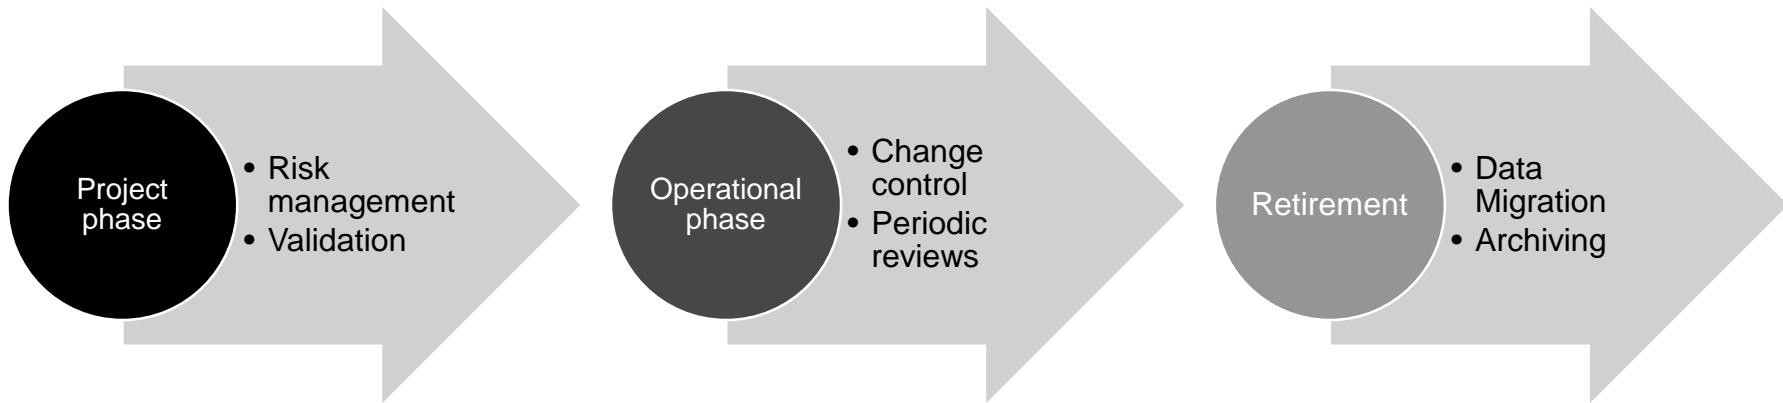 Project
phase
• Risk
management
• Validation
Operational
phase
• Change
control
• Periodic
reviews
Retirement
• Data
Migration
• Archiving